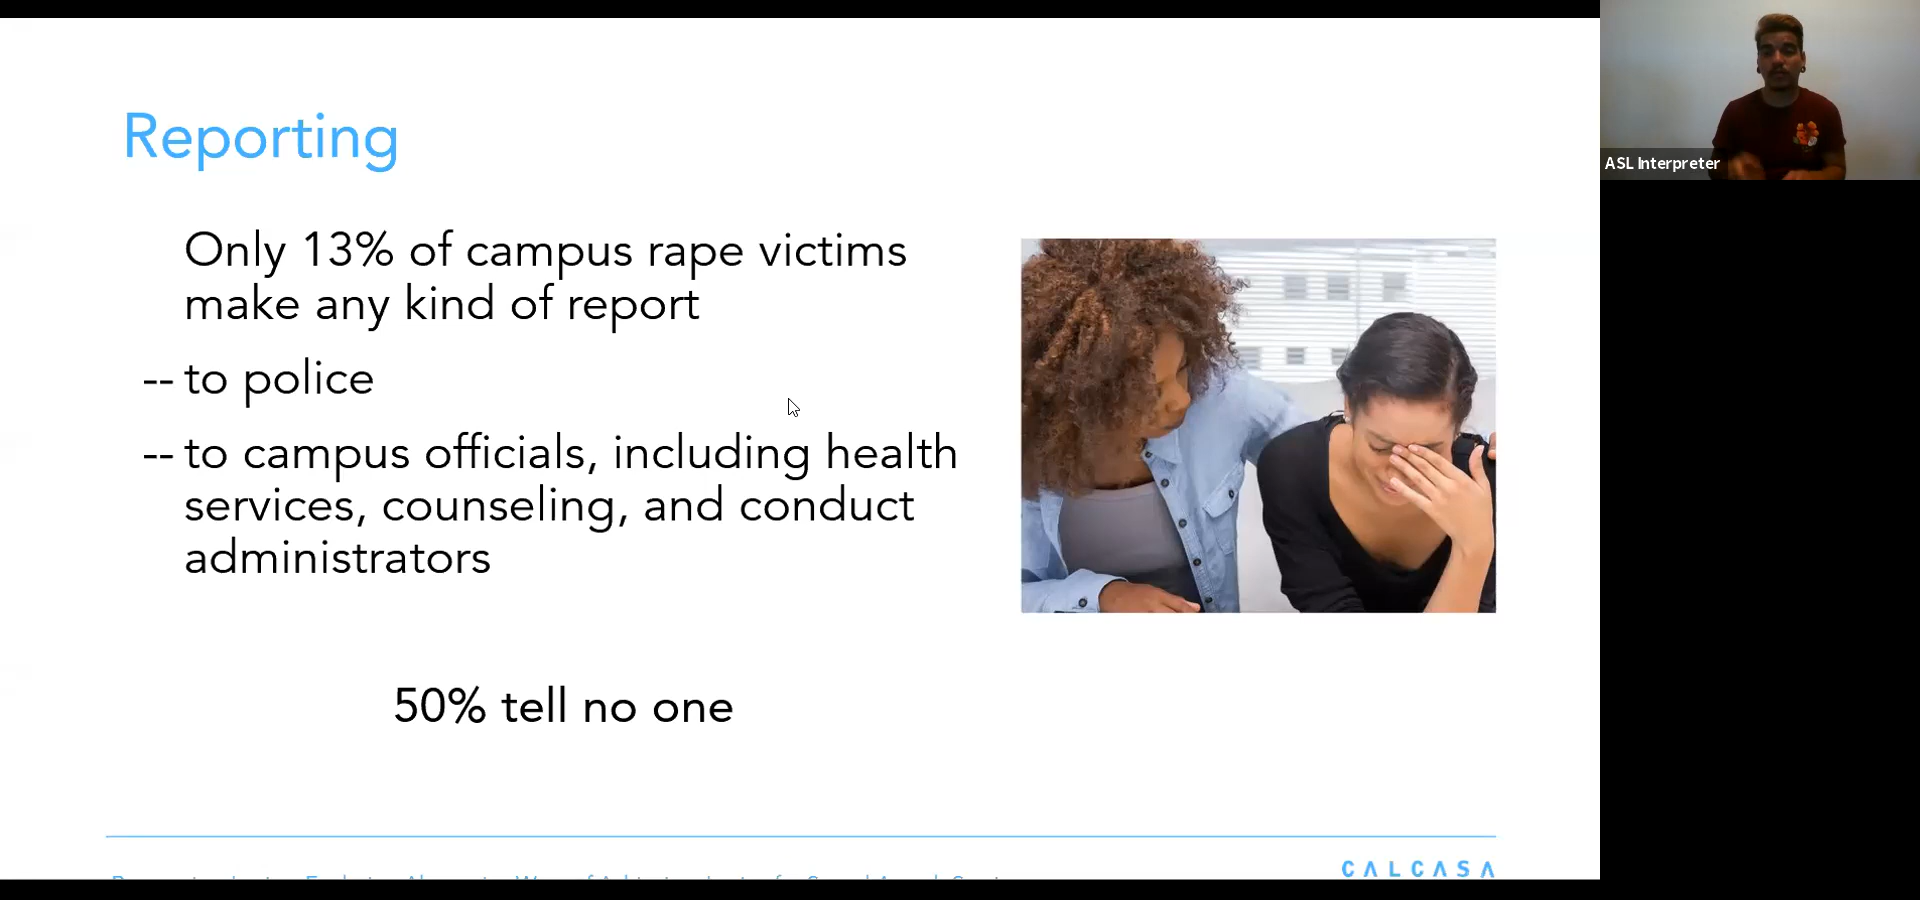 Reporting
Only 13% of campus rape victims
make any kind of report
-- to police
-- to campus officials, including health
services, counseling, and conduct
administrators
50% tell no one
CALCASA
ASL Interpreter